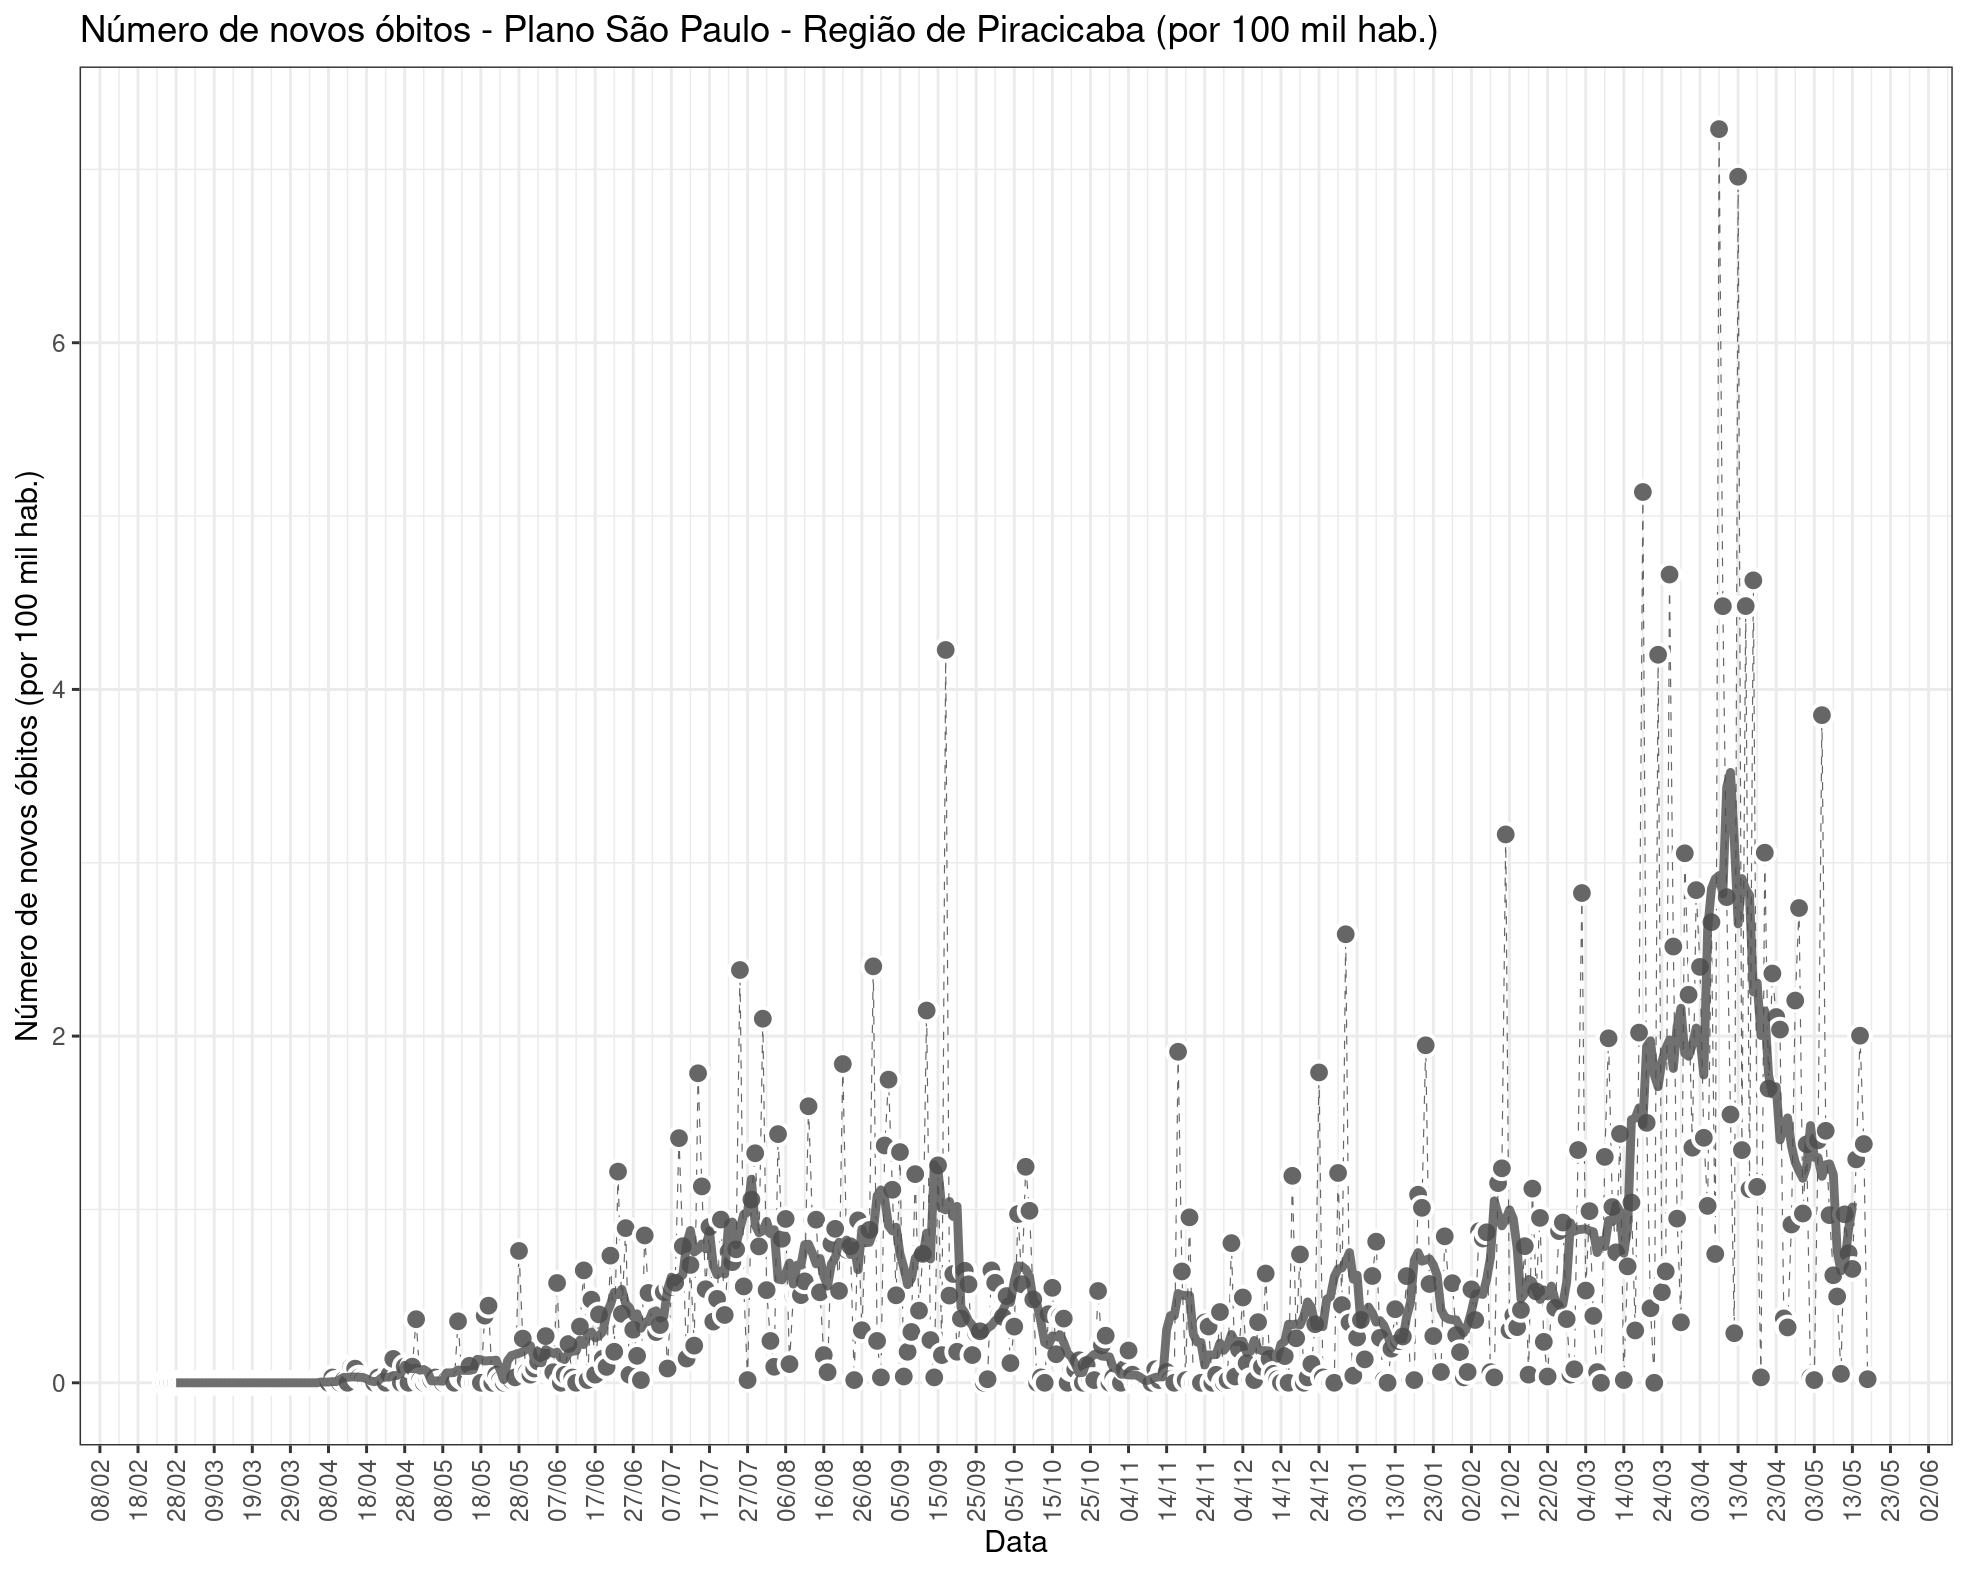 Número de novos óbitos - Plano São Paulo - Região de Piracicaba (por 100 mil hab.)
Número de novos óbitos (por 100 mil hab.)
6
4
2
0
08/02 18/02 28/02 09/03 19/03 29/03 08/04 18/04 28/04 08/05 18/05 28/05 07/06 17/06 27/06 07/07 17/07 27/07 06/08 16/08 26/08 05/09 15/09 25/09 05/10 15/10 25/10 04/11 14/11 24/11 04/12 14/12 24/12 03/01 13/01 23/01 02/02 12/02 22/02 04/03 14/03 24/03 03/04 13/04 23/04 03/05 13/05 23/05 02/06
Data